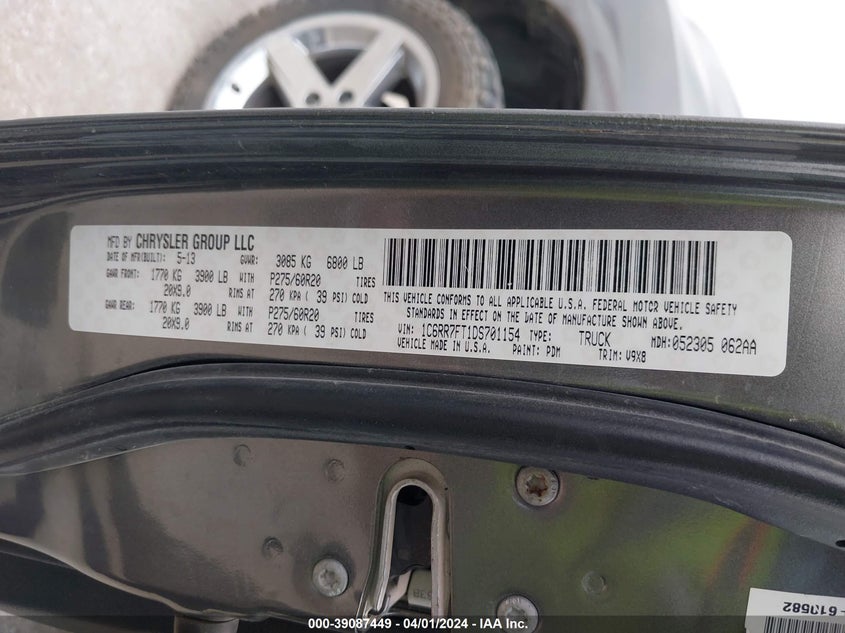 MFD BY CHRYSLER GROUP LLC
DATE OF MFR(BUILT): 5-13 GVWR: 3085 KG 6800 LB
GAWR FRONT: 1770 KG 3900 LB WITH P275/60R20 TIRES
20X9.0 RIMS AT 270 KPA ( 39 PSI) COLD
GAWR REAR: 1770 KG 3900 LB WITH P275/60R20 TIRES
20X9.0 RIMS AT 270 KPA ( 39 PSI) COLD
THIS VEHICLE CONFORMS TO ALL APPLICABLE U.S.A. FEDERAL MOTOR VEHICLE SAFETY
STANDARDS IN EFFECT ON THE DATE OF MANUFACTURE SHOWN ABOVE.
VIN: 1C6RR7FT1DS701154 TYPE: TRUCK MDH: 052305 062AA
VEHICLE MADE IN U.S.A. PAINT: PDM TRIM: V9X8
000-39087449 / 04/01/2024 / IAA Inc.